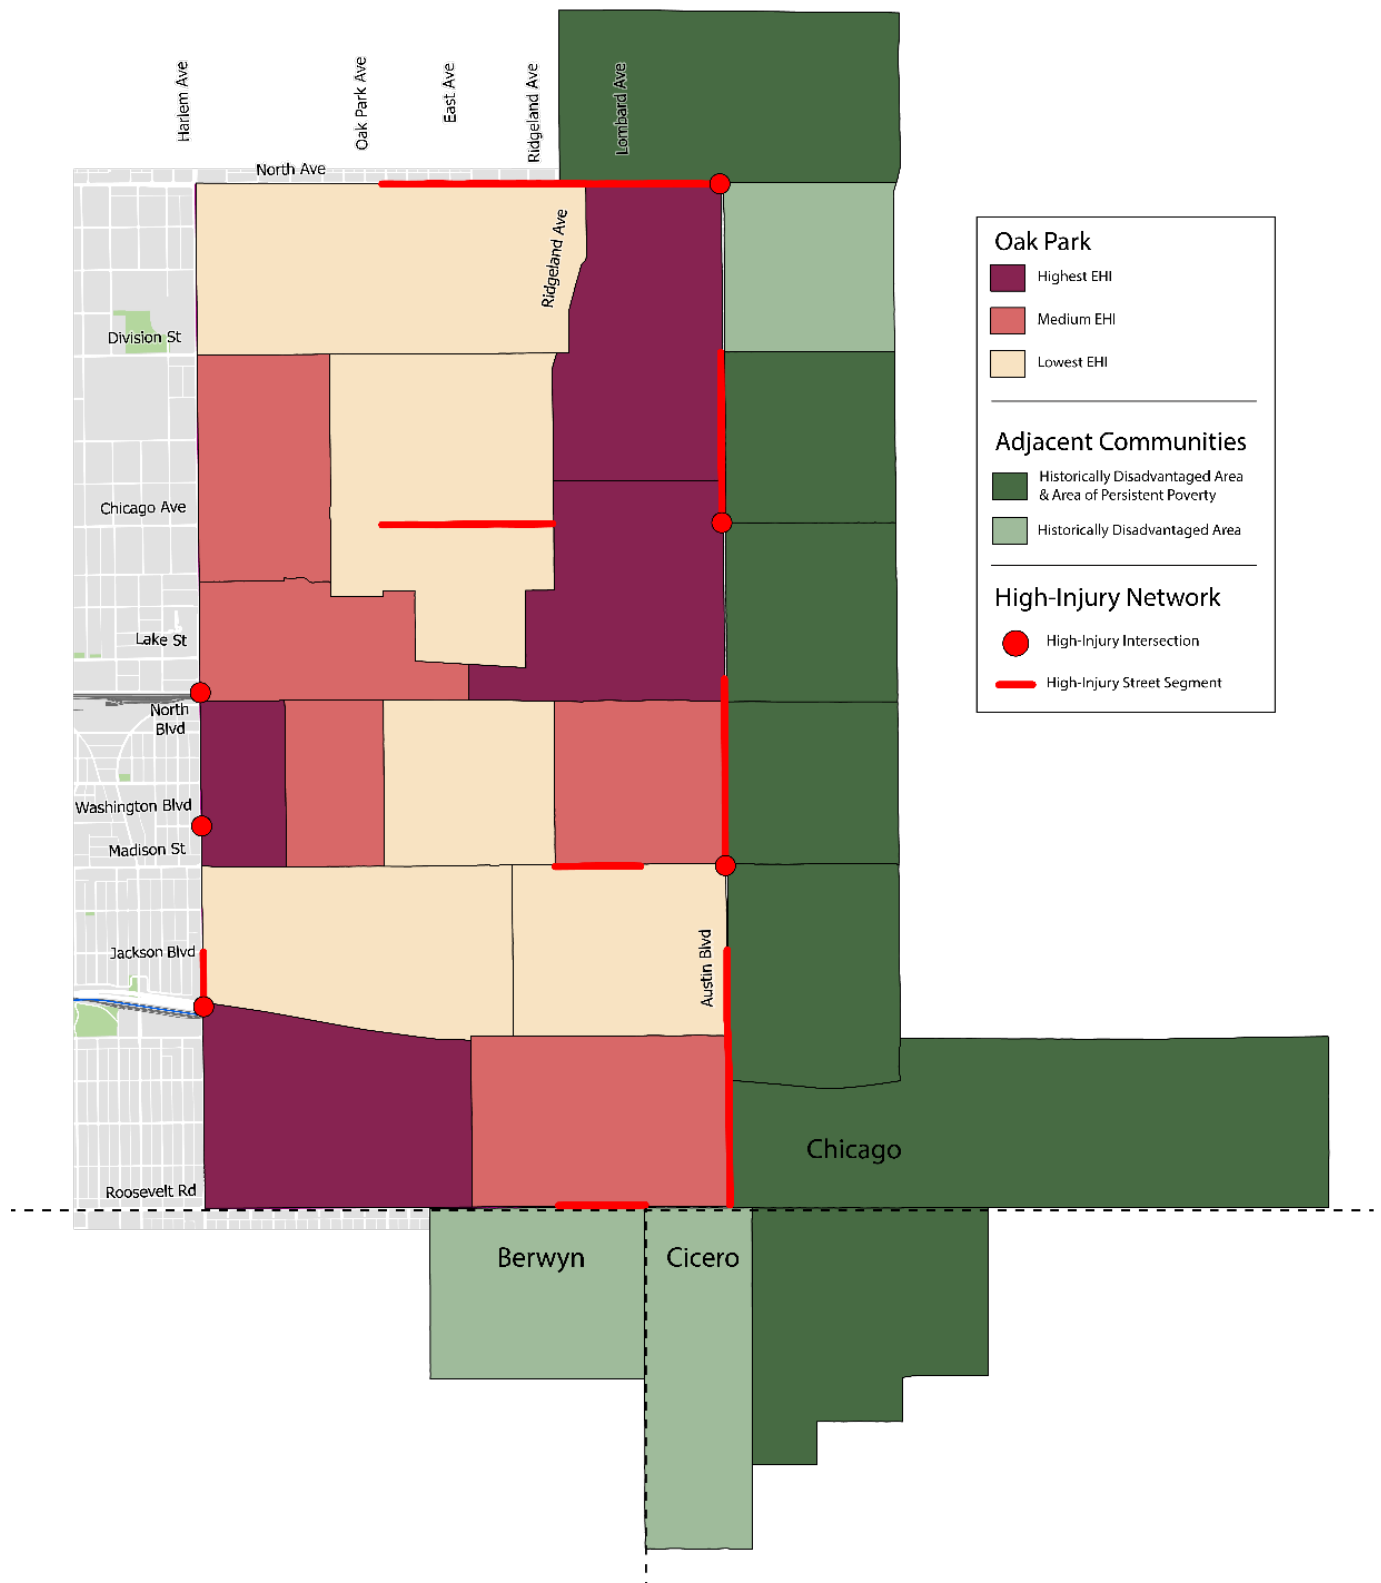 Harlem Ave
Oak Park Ave
East Ave
Ridgeland Ave
Lombard Ave
North Ave
Ridgeland Ave
Division St
Chicago Ave
Lake St
North
Blvd
Washington Blvd
Madison St
Jackson Blvd
Austin Blvd
Roosevelt Rd
Chicago
Berwyn
Cicero
Oak Park
Highest EHI
Medium EHI
Lowest EHI
Adjacent Communities
Historically Disadvantaged Area
& Area of Persistent Poverty
Historically Disadvantaged Area
High-Injury Network
High-Injury Intersection
High-Injury Street Segment